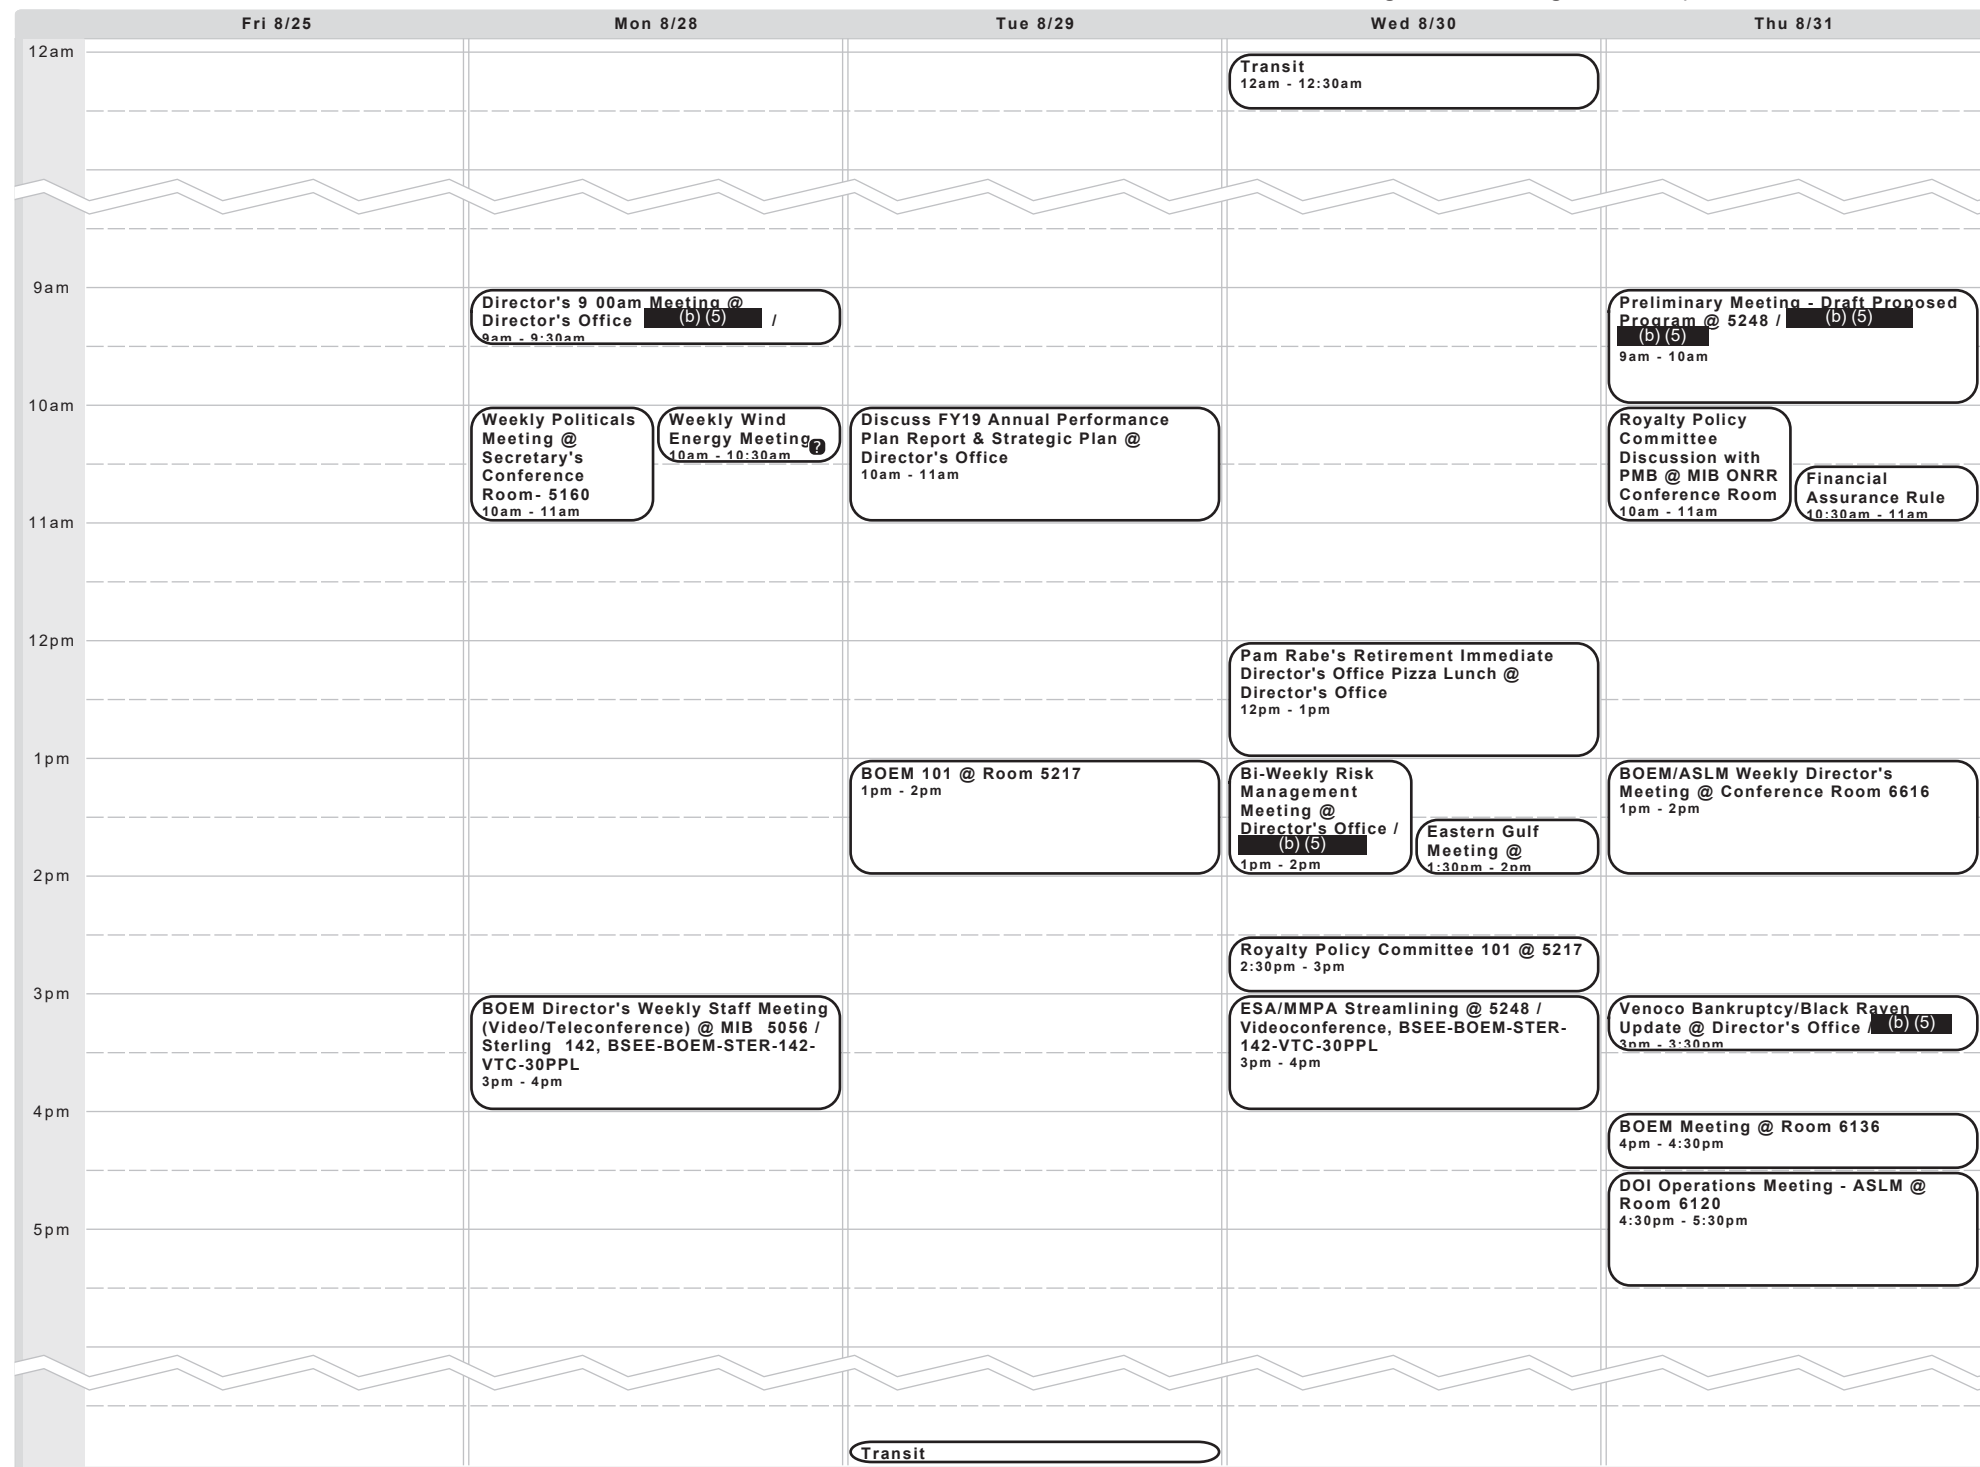 Fri 8/25
Mon 8/28
Tue 8/29
Wed 8/30
Thu 8/31
12am
Transit
12am - 12:30am
9am
Director's 9 00am Meeting @
Director's Office (b) (5) /
9am - 9:30am
Preliminary Meeting - Draft Proposed
Program @ 5248 / (b) (5)
(b) (5)
9am - 10am
10am
Weekly Politicals
Meeting @
Secretary's
Conference
Room- 5160
10am - 11am
Weekly Wind
Energy Meeting
?
10am - 10:30am
Discuss FY19 Annual Performance
Plan Report & Strategic Plan @
Director's Office
10am - 11am
Royalty Policy
Committee
Discussion with
PMB @ MIB ONRR
Conference Room
10am - 11am
Financial
Assurance Rule
10:30am - 11am
11am
12pm
Pam Rabe's Retirement Immediate
Director's Office Pizza Lunch @
Director's Office
12pm - 1pm
1pm
BOEM 101 @ Room 5217
1pm - 2pm
Bi-Weekly Risk
Management
Meeting @
Director's Office /
(b) (5)
1pm - 2pm
Eastern Gulf
Meeting @
1:30pm - 2pm
BOEM/ASLM Weekly Director's
Meeting @ Conference Room 6616
1pm - 2pm
2pm
Royalty Policy Committee 101 @ 5217
2:30pm - 3pm
3pm
BOEM Director's Weekly Staff Meeting
(Video/Teleconference) @ MIB 5056 /
Sterling 142, BSEE-BOEM-STER-142-
VTC-30PPL
3pm - 4pm
ESA/MMPA Streamlining @ 5248 /
Videoconference, BSEE-BOEM-STER-
142-VTC-30PPL
3pm - 4pm
Venoco Bankruptcy/Black Raven
Update @ Director's Office / (b) (5)
3pm - 3:30pm
4pm
BOEM Meeting @ Room 6136
4pm - 4:30pm
DOI Operations Meeting - ASLM @
Room 6120
4:30pm - 5:30pm
5pm
Transit